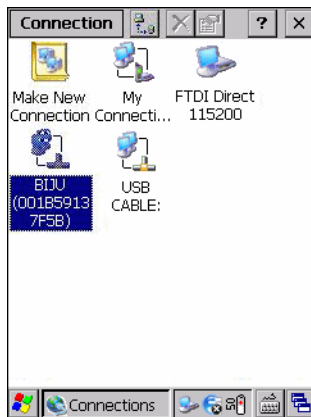 Connection
? ×
Make New
Connection
My
Connecti...
FTDI Direct
115200
BIJU
(001B5913
7F5B)
USB
CABLE:
Connections